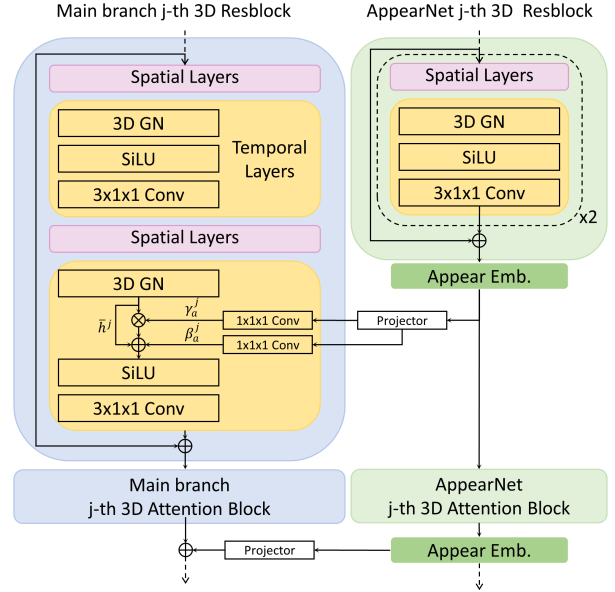 Main branch j-th 3D Resblock
Spatial Layers
3D GN
SiLU
3x1x1 Conv
Temporal
Layers
Spatial Layers
3D GN
h̄ʲ
γₐʲ
βₐʲ
1x1x1 Conv
1x1x1 Conv
Projector
SiLU
3x1x1 Conv
Main branch
j-th 3D Attention Block
Projector
AppearNet j-th 3D Resblock
Spatial Layers
3D GN
SiLU
3x1x1 Conv
x2
Appear Emb.
AppearNet
j-th 3D Attention Block
Appear Emb.